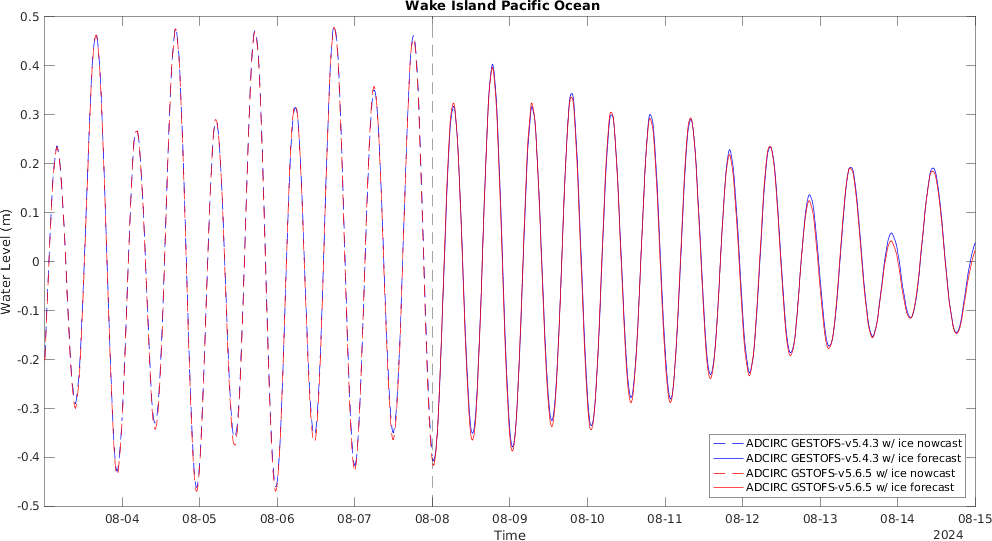 Wake Island Pacific Ocean
0.5
0.4
0.3
0.2
0.1
0
-0.1
-0.2
-0.3
-0.4
-0.5
Water Level (m)
ADCIRC GESTOFS-v5.4.3 w/ ice nowcast
ADCIRC GESTOFS-v5.4.3 w/ ice forecast
ADCIRC GSTOFS-v5.6.5 w/ ice nowcast
ADCIRC GSTOFS-v5.6.5 w/ ice forecast
08-04 08-05 08-06 08-07 08-08 08-09 08-10 08-11 08-12 08-13 08-14 08-15
Time
2024